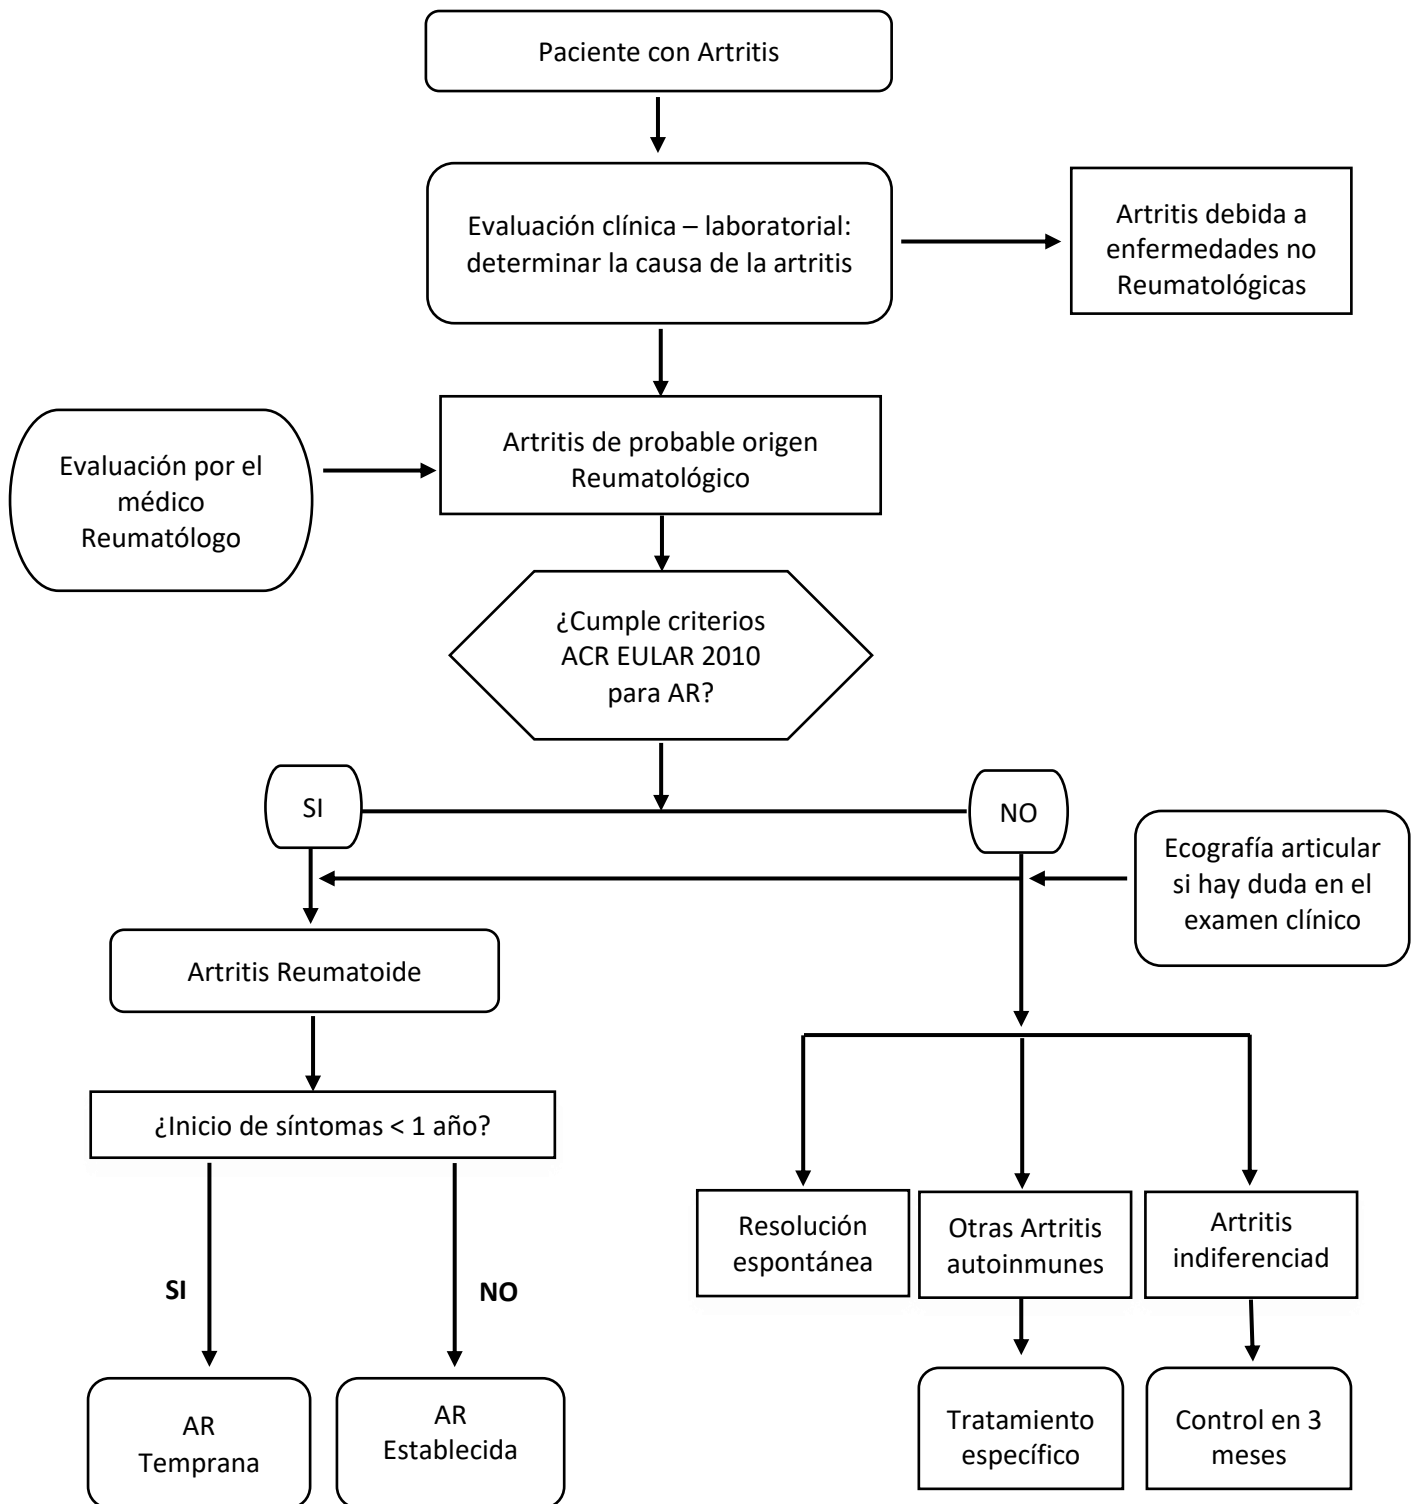 Paciente con Artritis
Evaluación clínica – laboratorial:
determinar la causa de la artritis
Artritis debida a
enfermedades no
Reumatológicas
Evaluación por el
médico
Reumatólogo
Artritis de probable origen
Reumatológico
¿Cumple criterios
ACR EULAR 2010
para AR?
SI
NO
Ecografía articular
si hay duda en el
examen clínico
Artritis Reumatoide
¿Inicio de síntomas < 1 año?
SI
NO
AR
Temprana
AR
Establecida
Resolución
espontánea
Otras Artritis
autoinmunes
Artritis
indiferenciad
Tratamiento
específico
Control en 3
meses